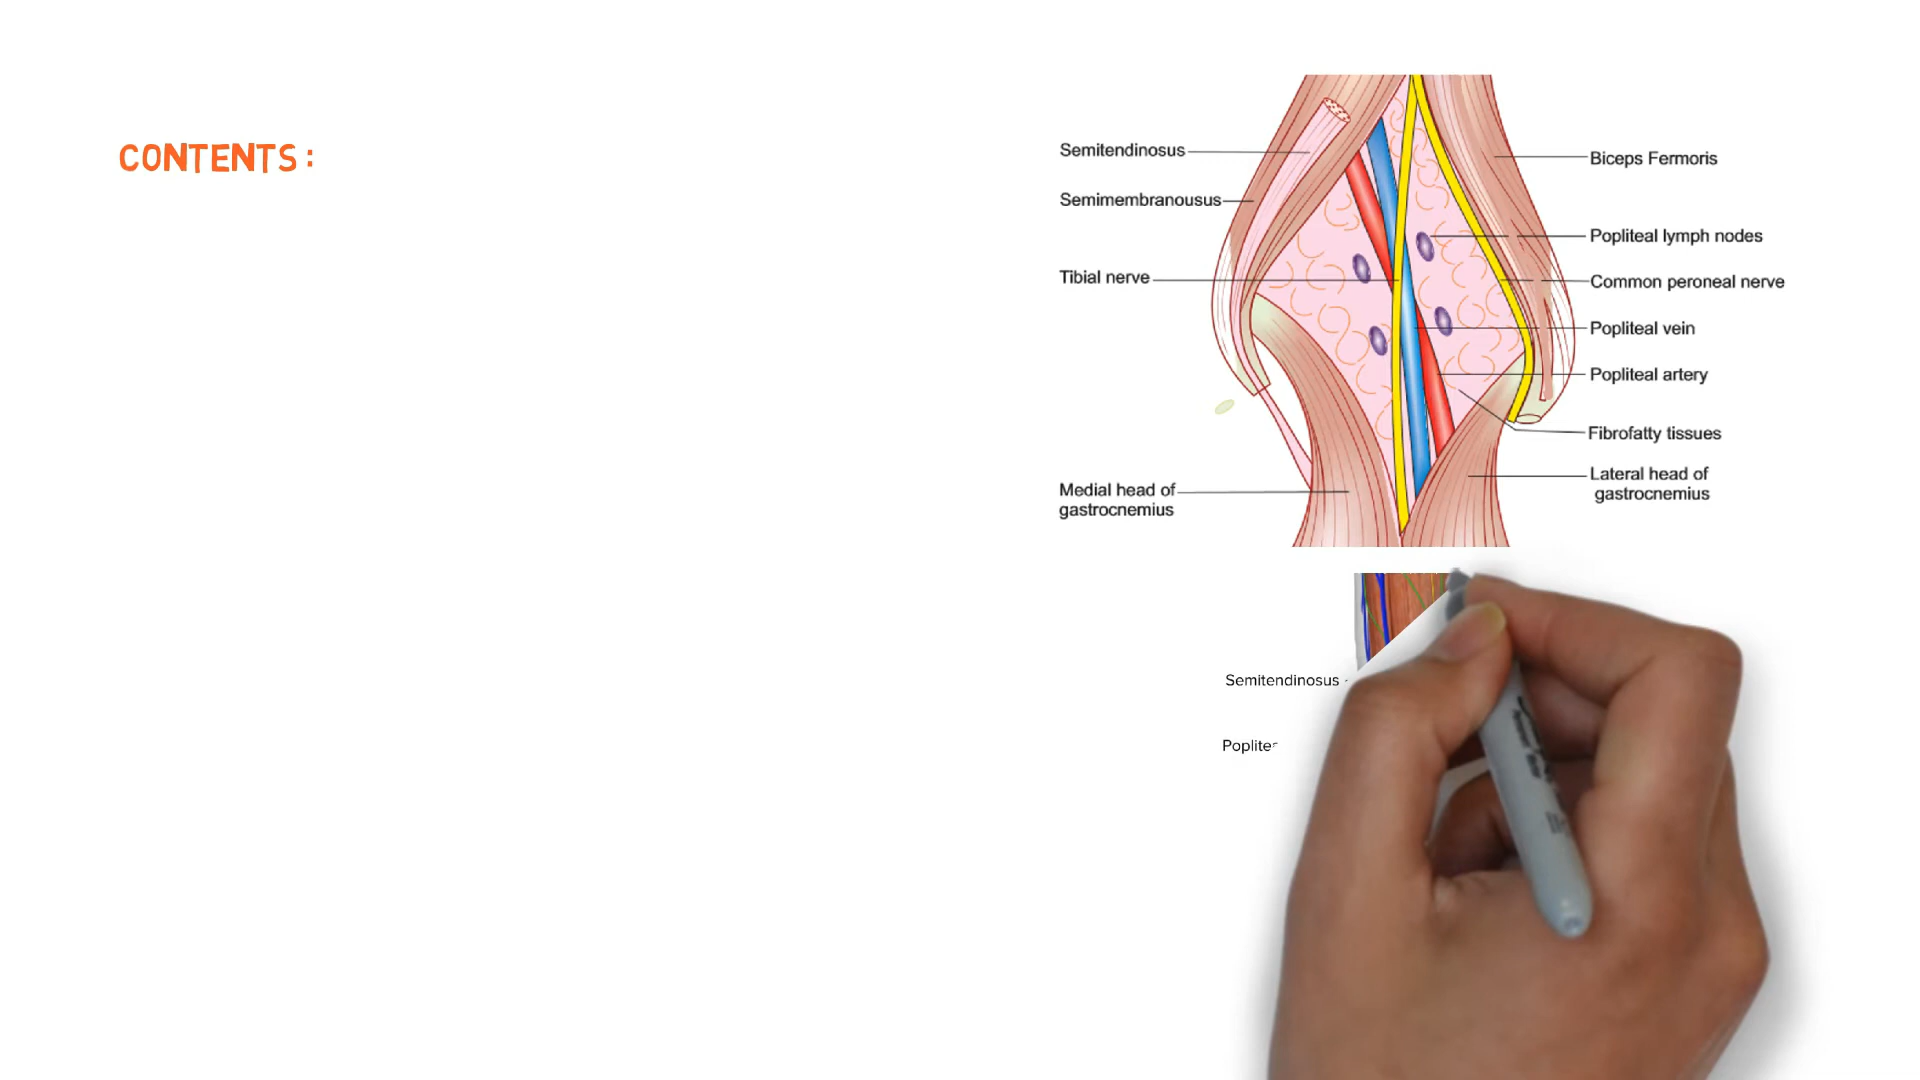 CONTENTS :
Semitendinosus
Semimembranousus
Tibial nerve
Medial head of
gastrocnemius
Biceps Fermoris
Popliteal lymph nodes
Common peroneal nerve
Popliteal vein
Popliteal artery
Fibrofatty tissues
Lateral head of
gastrocnemius
Semitendinosus